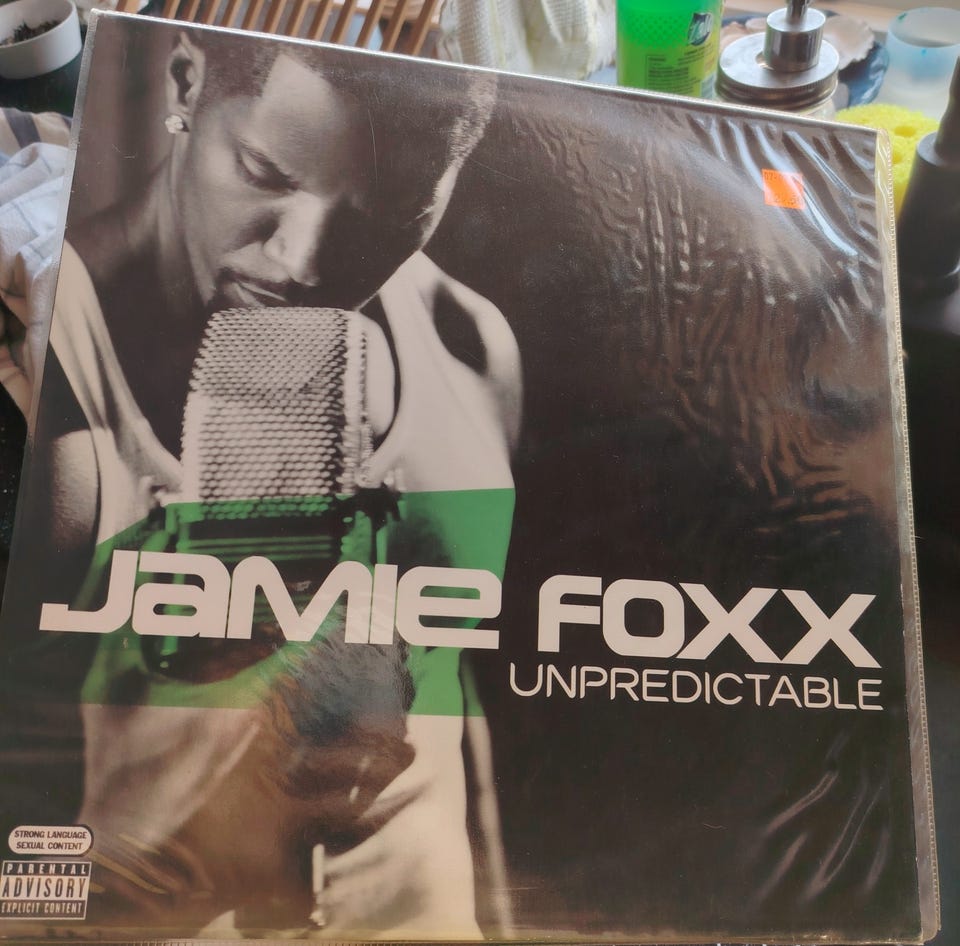 JAMIE FOXX
UNPREDICTABLE
STRONG LANGUAGE
SEXUAL CONTENT
PARENTAL
ADVISORY
EXPLICIT CONTENT